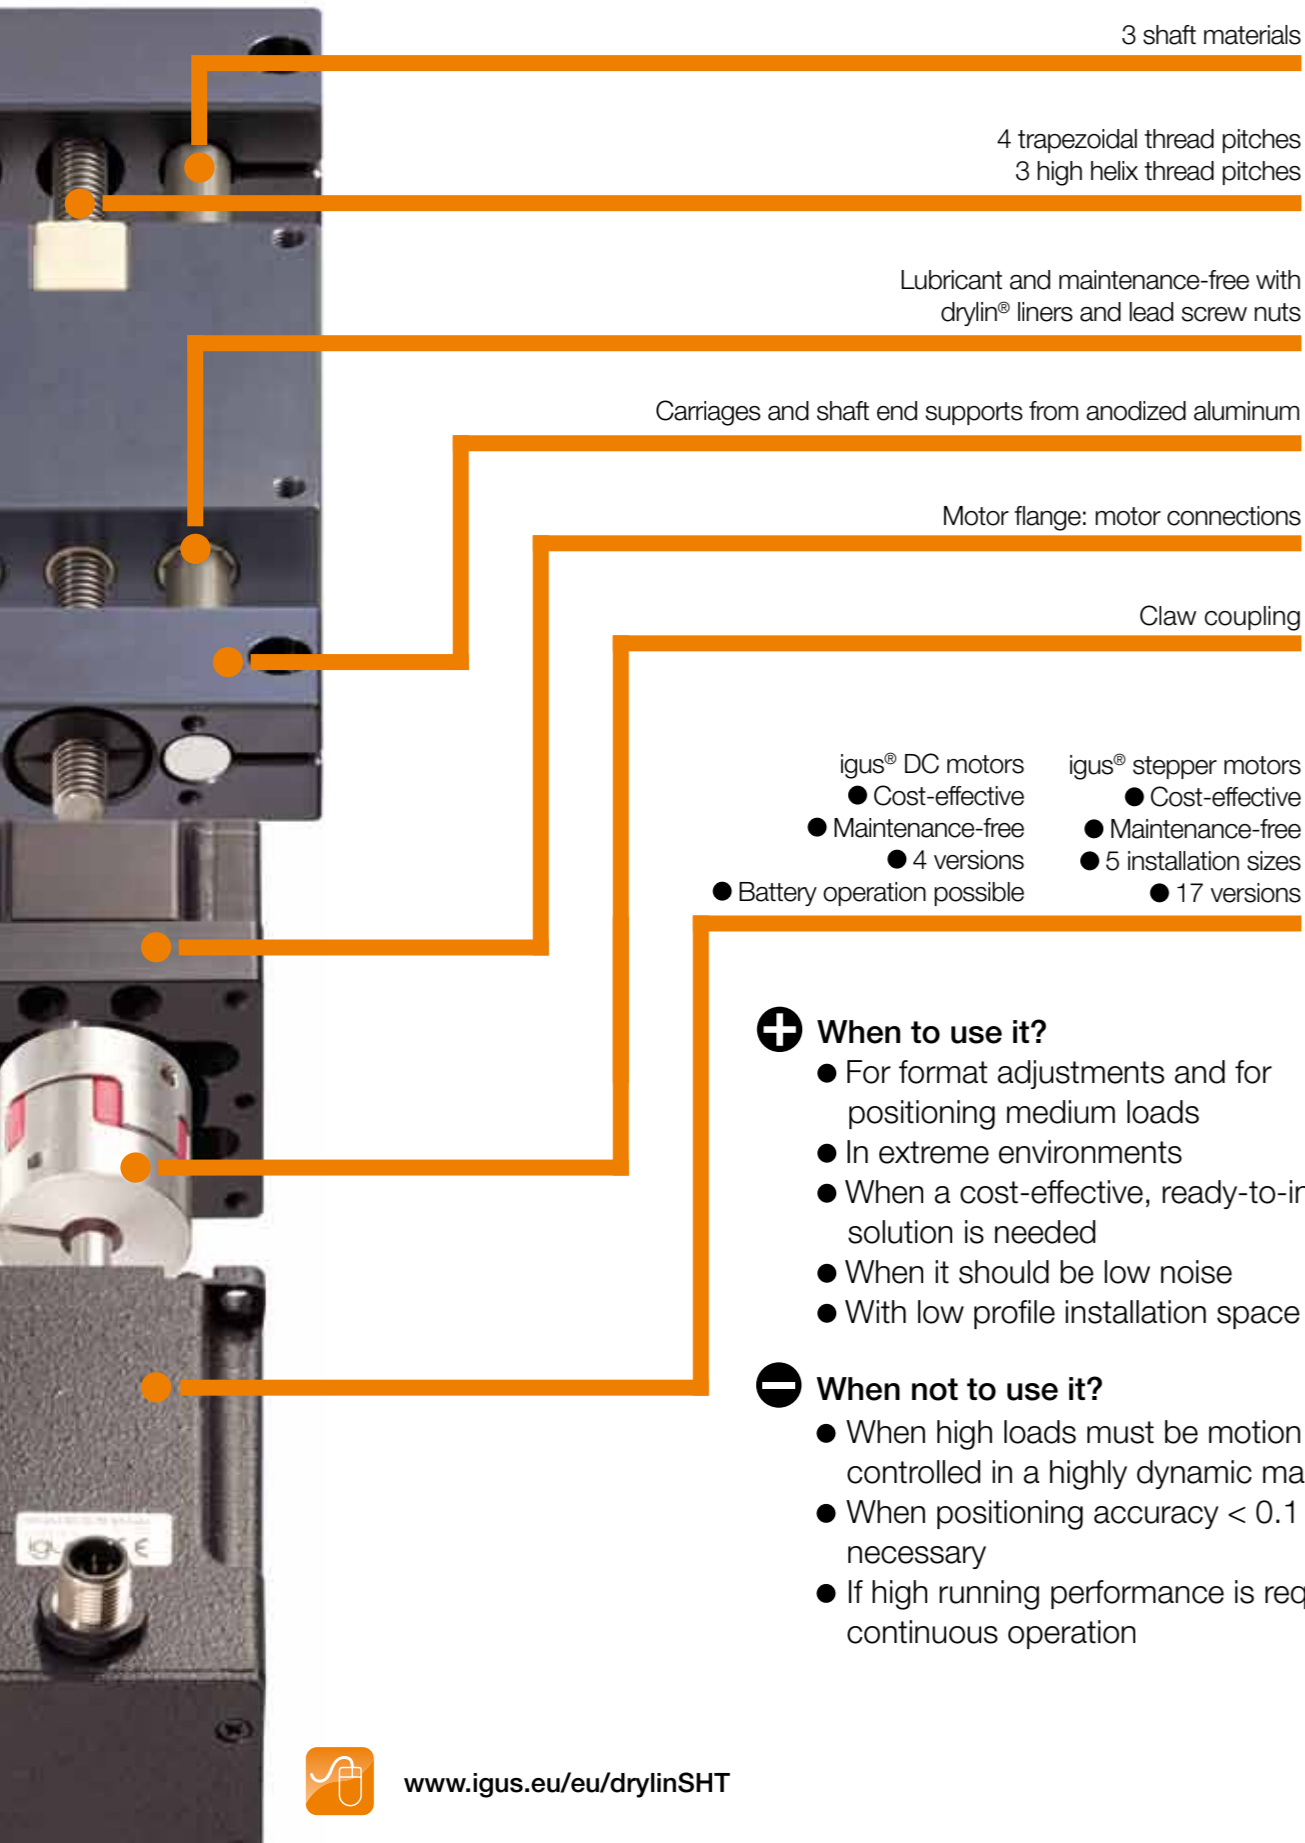 3 shaft materials
4 trapezoidal thread pitches
3 high helix thread pitches
Lubricant and maintenance-free with
drylin® liners and lead screw nuts
Carriages and shaft end supports from anodized aluminum
Motor flange: motor connections
Claw coupling
igus® DC motors
● Cost-effective
● Maintenance-free
● 4 versions
● Battery operation possible
igus® stepper motors
● Cost-effective
● Maintenance-free
● 5 installation sizes
● 17 versions
When to use it?
● For format adjustments and for
positioning medium loads
● In extreme environments
● When a cost-effective, ready-to-in
solution is needed
● When it should be low noise
● With low profile installation space
When not to use it?
● When high loads must be motion
controlled in a highly dynamic ma
● When positioning accuracy < 0.1
necessary
● If high running performance is req
continuous operation
www.igus.eu/eu/drylinSHT